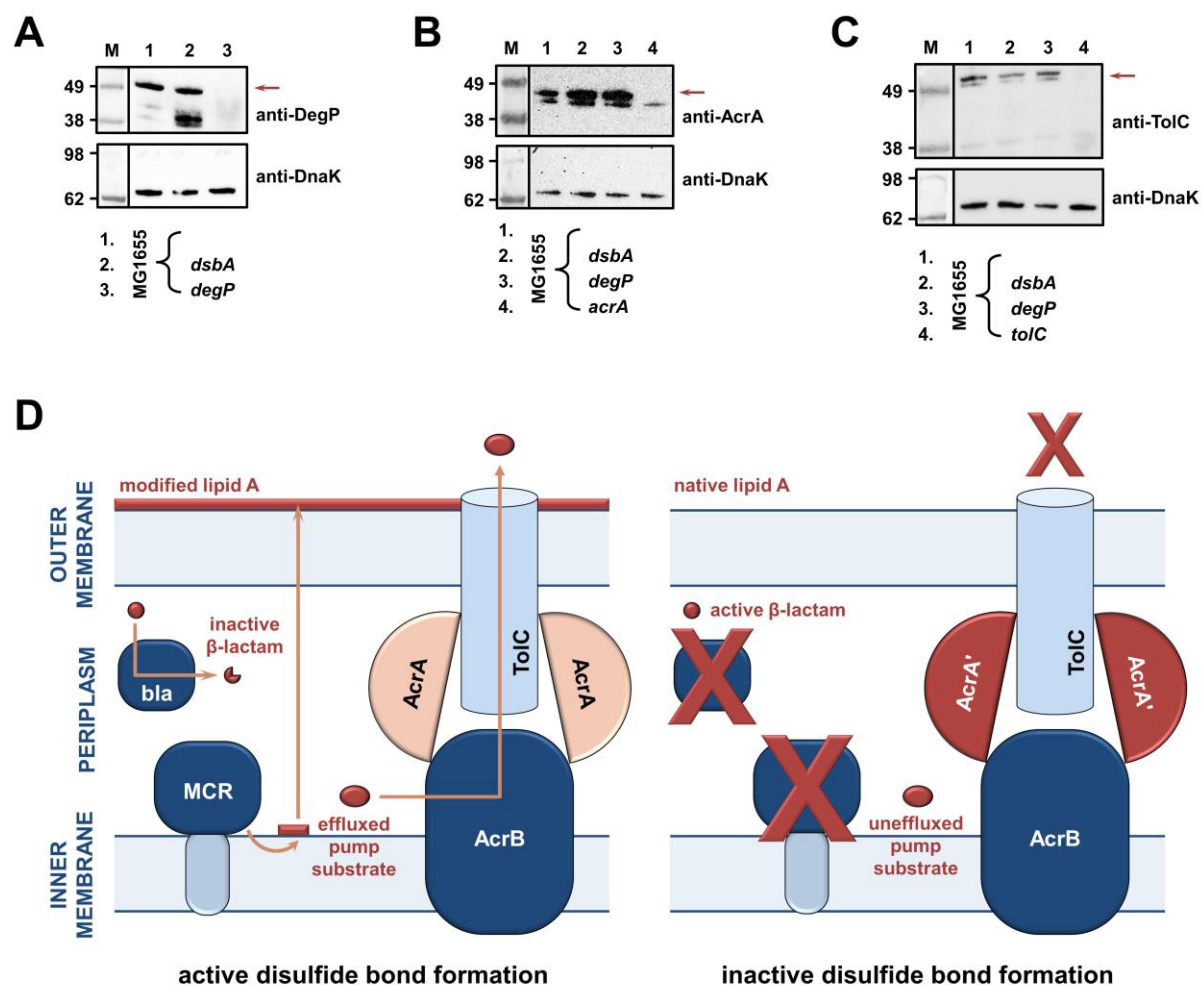 A
M 1 2 3
49
38
anti-DegP
98
62
anti-DnaK
1.
2.
3.
MG1655
dsbA
degP
B
M 1 2 3 4
49
38
anti-AcrA
98
62
anti-DnaK
1.
2.
3.
4.
MG1655
dsbA
degP
acrA
C
M 1 2 3 4
49
38
anti-TolC
98
62
anti-DnaK
1.
2.
3.
4.
MG1655
dsbA
degP
tolC
D
OUTER
MEMBRANE
PERIPLASM
INNER
MEMBRANE
modified lipid A
inactive
β-lactam
bla
MCR
effluxed
pump
substrate
AcrA
TolC
AcrA
AcrB
active disulfide bond formation
native lipid A
active β-lactam
uneffluxed
pump
substrate
AcrA'
TolC
AcrA'
AcrB
inactive disulfide bond formation